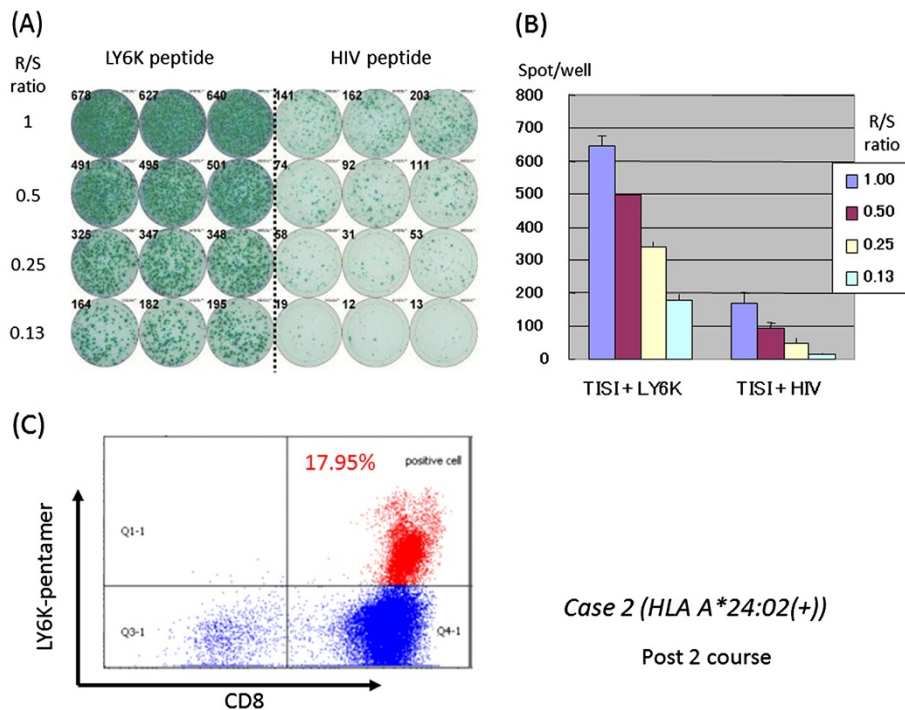 (A)
R/S
ratio
LY6K peptide
HIV peptide
1
678 627 640 141 162 203
0.5
491 495 501 74 92 111
0.25
325 347 348 58 31 53
0.13
164 182 195 19 12 13
(B)
Spot/well
800
700
600
500
400
300
200
100
0
TISI + LY6K
TISI + HIV
R/S
ratio
1.00
0.50
0.25
0.13
(C)
LY6K-pentamer
17.95%
positive cell
Q1-1
Q3-1
Q4-1
CD8
Case 2 (HLA A*24:02(+))
Post 2 course